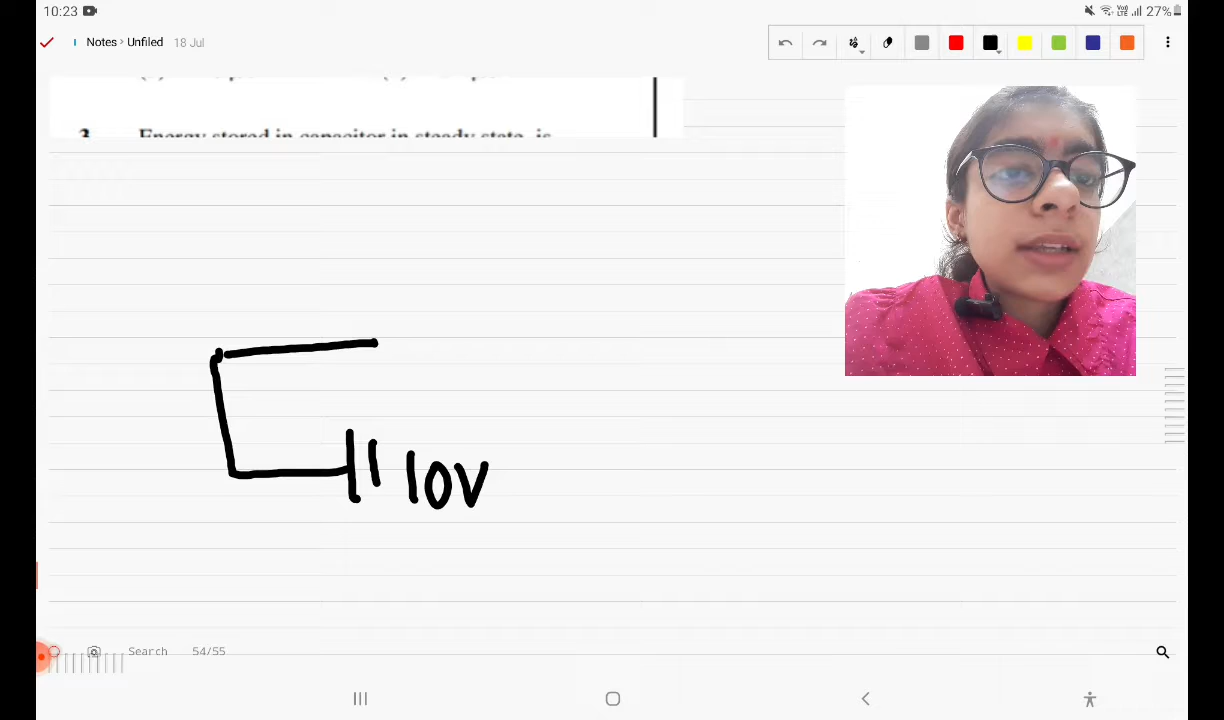 10:23 27%
Notes > Unfiled 18 Jul
3. Energy stored in capacitor in steady state, is
10V
Search 54/55